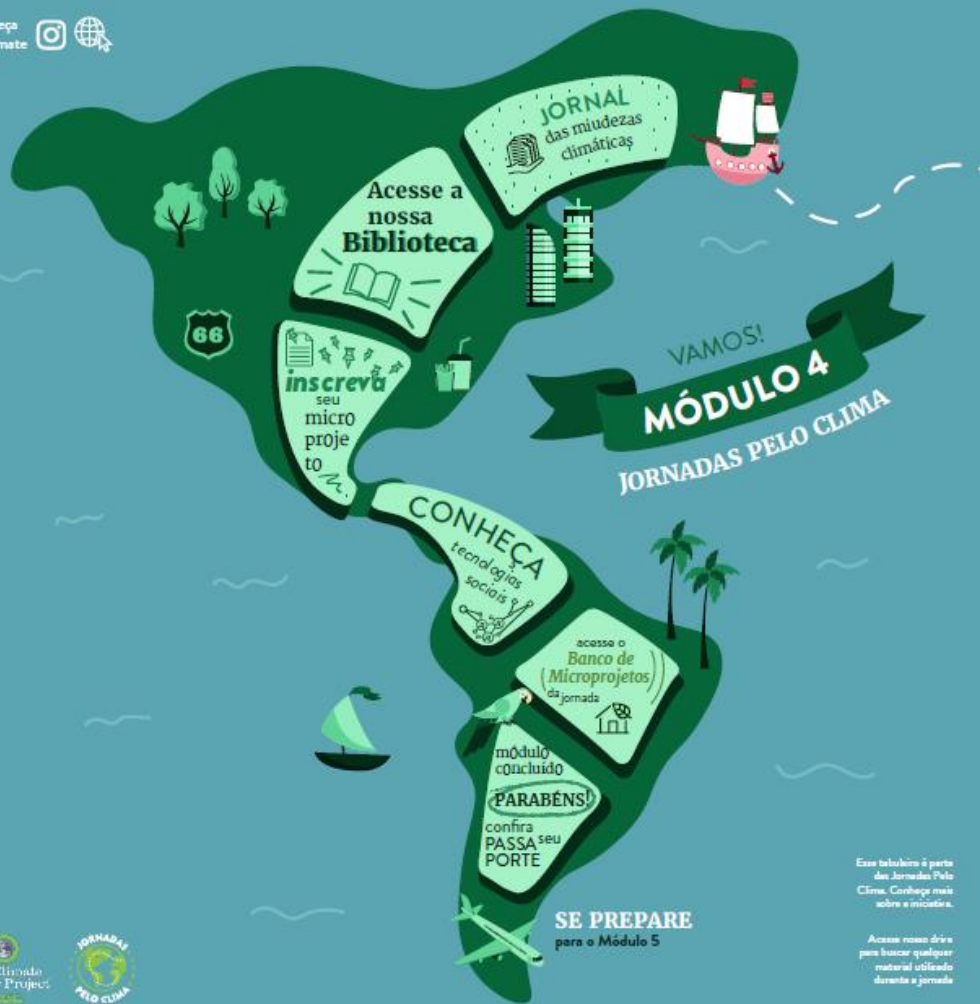 JORNAL
das miudezas
climáticas
Acesse a
nossa
Biblioteca
66
inscreva
seu
micro
proje
to
VAMOS!
MÓDULO 4
JORNADAS PELO CLIMA
CONHEÇA
tecnologias
sociais
acesse o
Banco de
(Microprojetos)
da jornada
módulo
concluído
PARABÉNS!
confira
seu
PASSA
PORTE
SE PREPARE
para o Módulo 5
Esse tabuleiro é parte
das Jornadas Pelo
Clima. Conheça mais
sobre a iniciativa.
Acesse nosso drive
para buscar qualquer
material utilizado
durante a jornada
Project
JORNADAS
PELO CLIMA